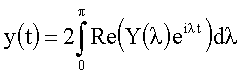 y(t) = 2∫₀^π Re(Y(λ)e^{iλt})dλ